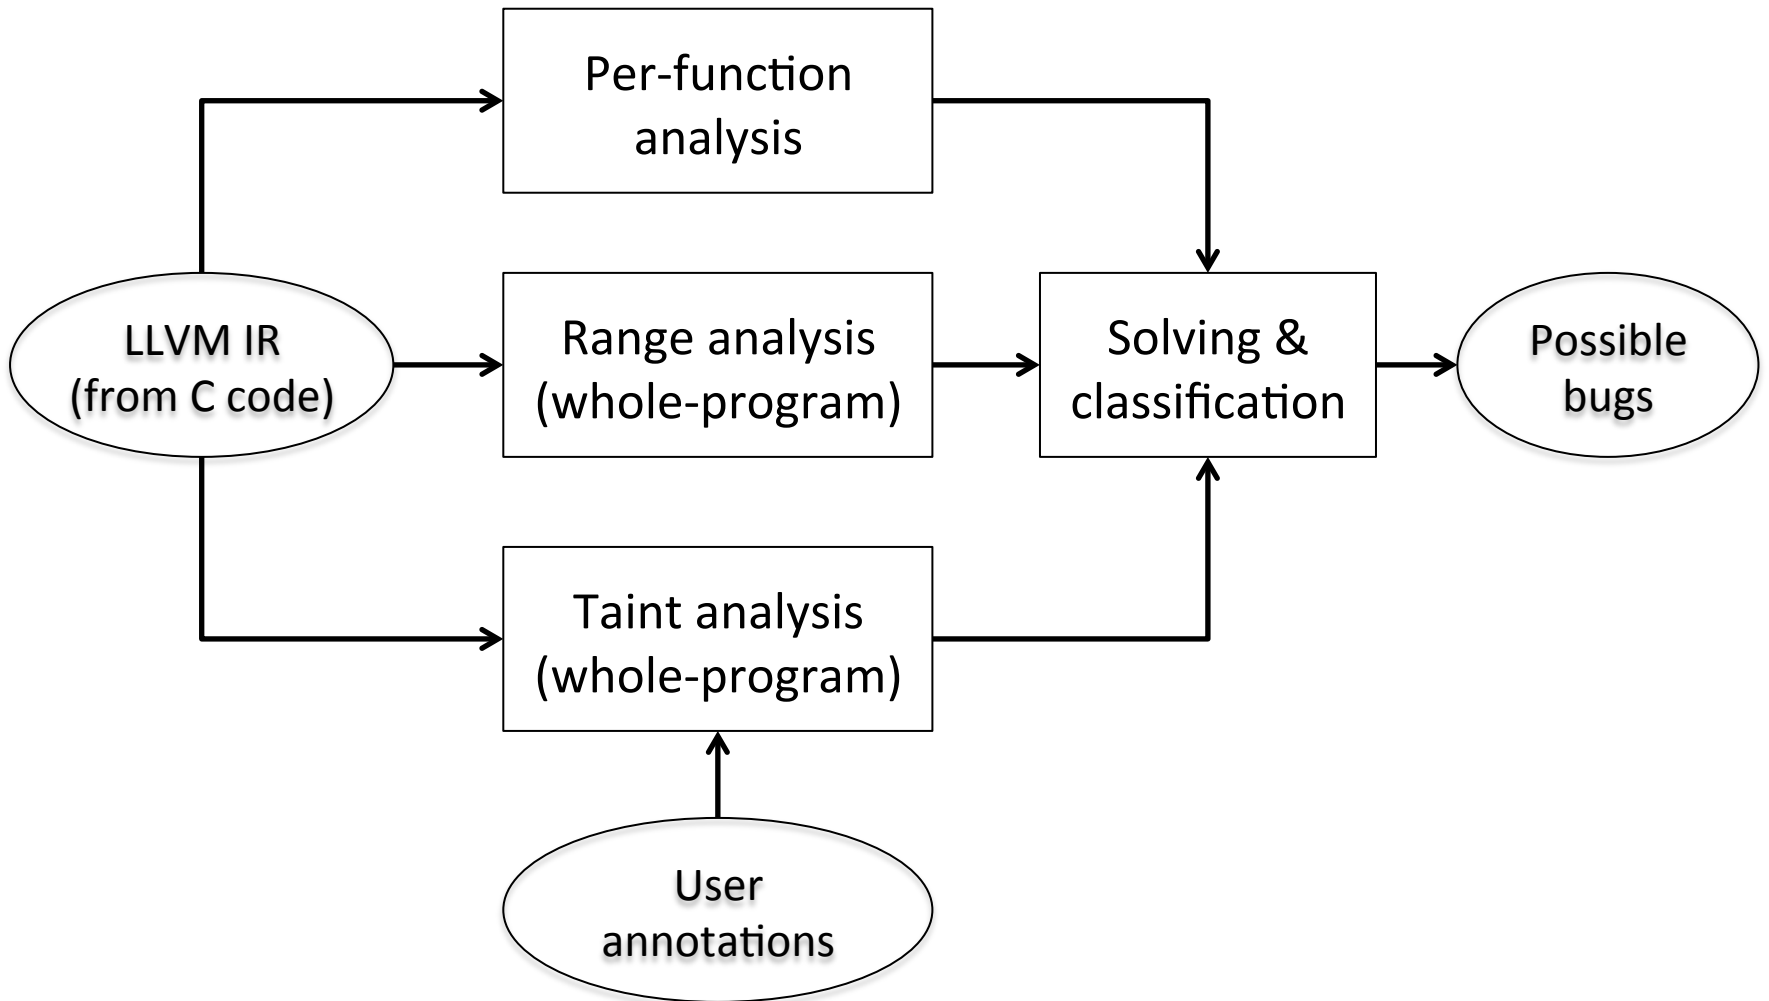 Per-function
analysis
LLVM IR
(from C code)
Range analysis
(whole-program)
Solving &
classification
Possible
bugs
Taint analysis
(whole-program)
User
annotations